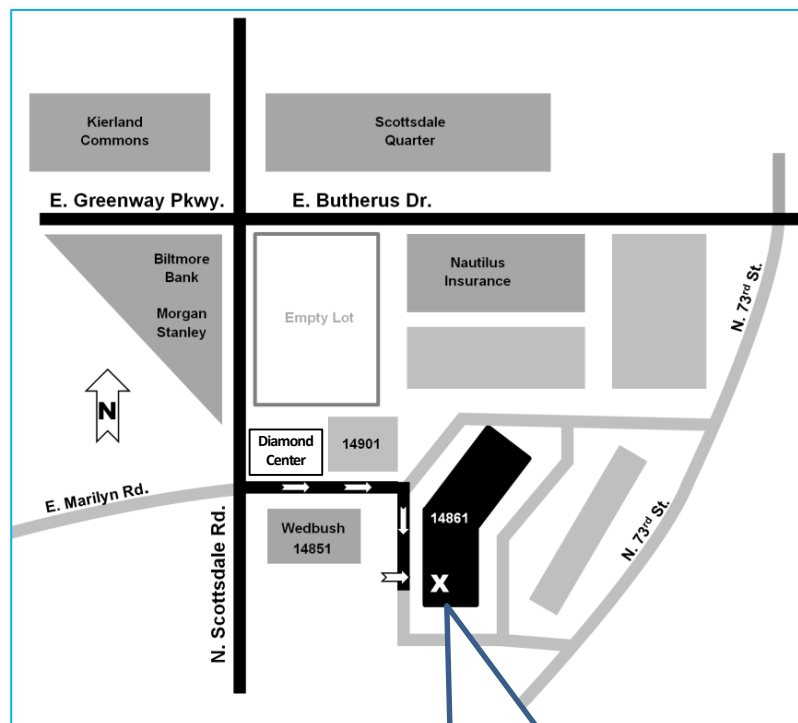 Kierland
Commons
Scottsdale
Quarter
E. Greenway Pkwy.
E. Butherus Dr.
Biltmore
Bank
Morgan
Stanley
Empty Lot
Nautilus
Insurance
N. 73rd St.
N
Diamond
Center
14901
E. Marilyn Rd.
N. Scottsdale Rd.
Wedbush
14851
14861
X
N. 73rd St.